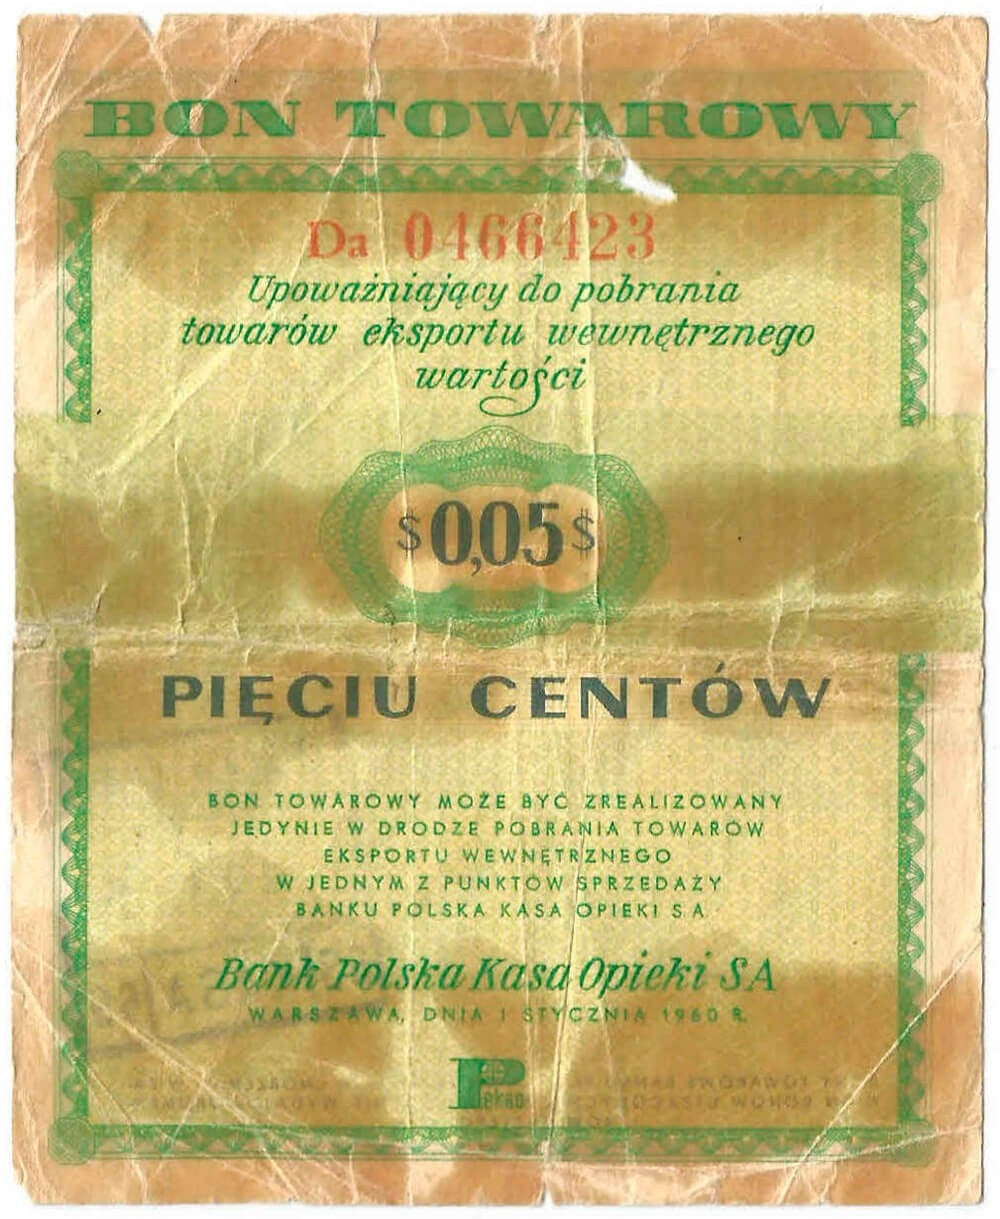 BON TOWAROWY
Da 0466423
Upoważniający do pobrania
towarów eksportu wewnętrznego
wartości
$0,05$
PIĘCIU CENTÓW
BON TOWAROWY MOŻE BYĆ ZREALIZOWANY
JEDYNIE W DRODZE POBRANIA TOWARÓW
EKSPORTU WEWNĘTRZNEGO
W JEDNYM Z PUNKTÓW SPRZEDAŻY
BANKU POLSKA KASA OPIEKI S.A.
Bank Polska Kasa Opieki SA
WARSZAWA, DNIA 1 STYCZNIA 1960 R.
PeKaO